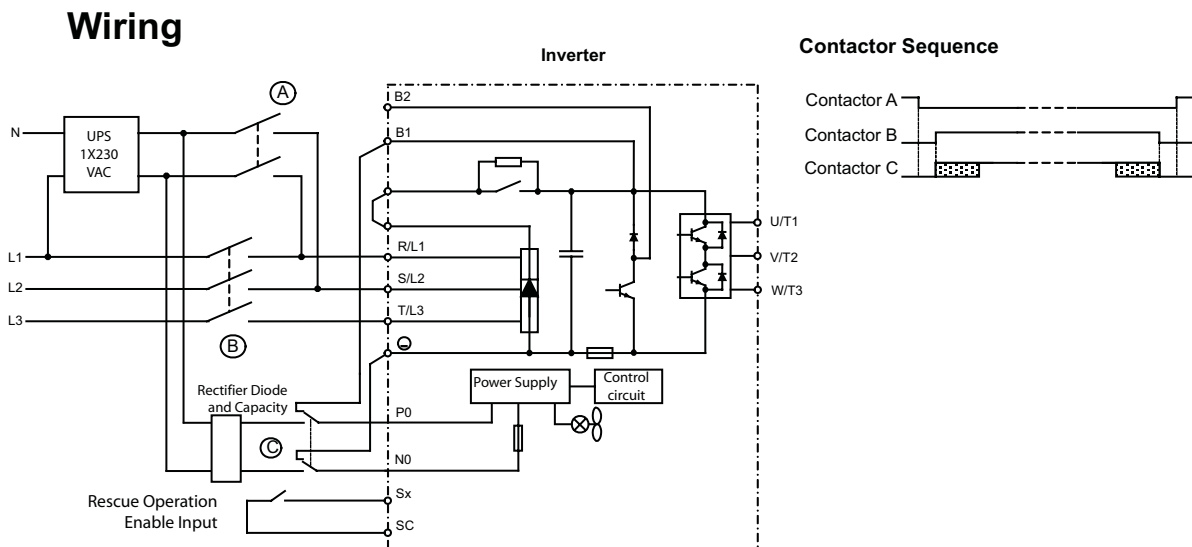 Wiring
Inverter
Contactor Sequence
A
B2
N
UPS
1X230
VAC
B1
Contactor A
Contactor B
Contactor C
U/T1
L1
R/L1
V/T2
L2
S/L2
W/T3
L3
T/L3
B
Rectifier Diode
and Capacity
Power Supply
Control
circuit
C
P0
N0
Rescue Operation
Enable Input
Sx
SC